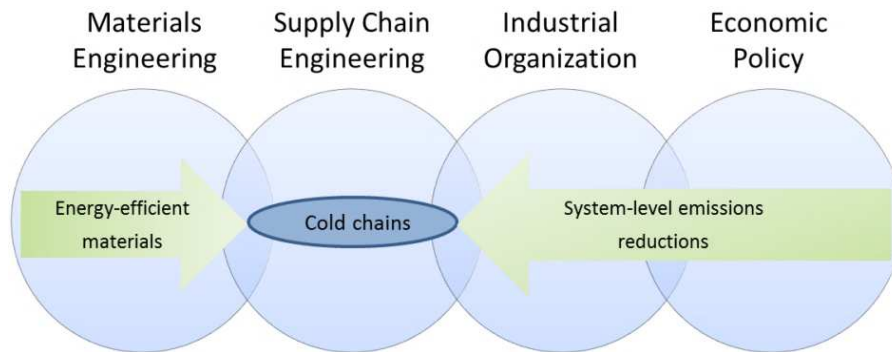 Materials
Engineering
Supply Chain
Engineering
Industrial
Organization
Economic
Policy
Energy-efficient
materials
Cold chains
System-level emissions
reductions